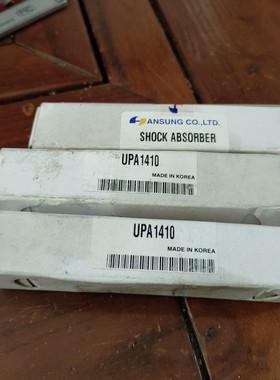 ANSUNG CO.,LTD.
SHOCK ABSORBER
UPA1410
MADE IN KOREA
UPA1410
MADE IN KOREA